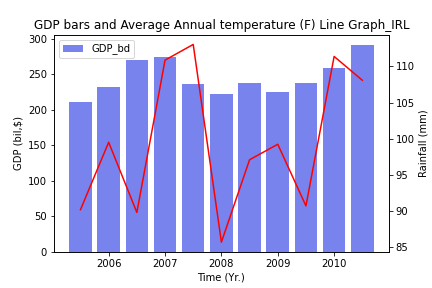 GDP bars and Average Annual temperature (F) Line Graph_IRL
GDP_bd
300
250
200
150
100
50
0
GDP (bil,$)
110
105
100
95
90
85
Rainfall (mm)
2006 2007 2008 2009 2010
Time (Yr.)